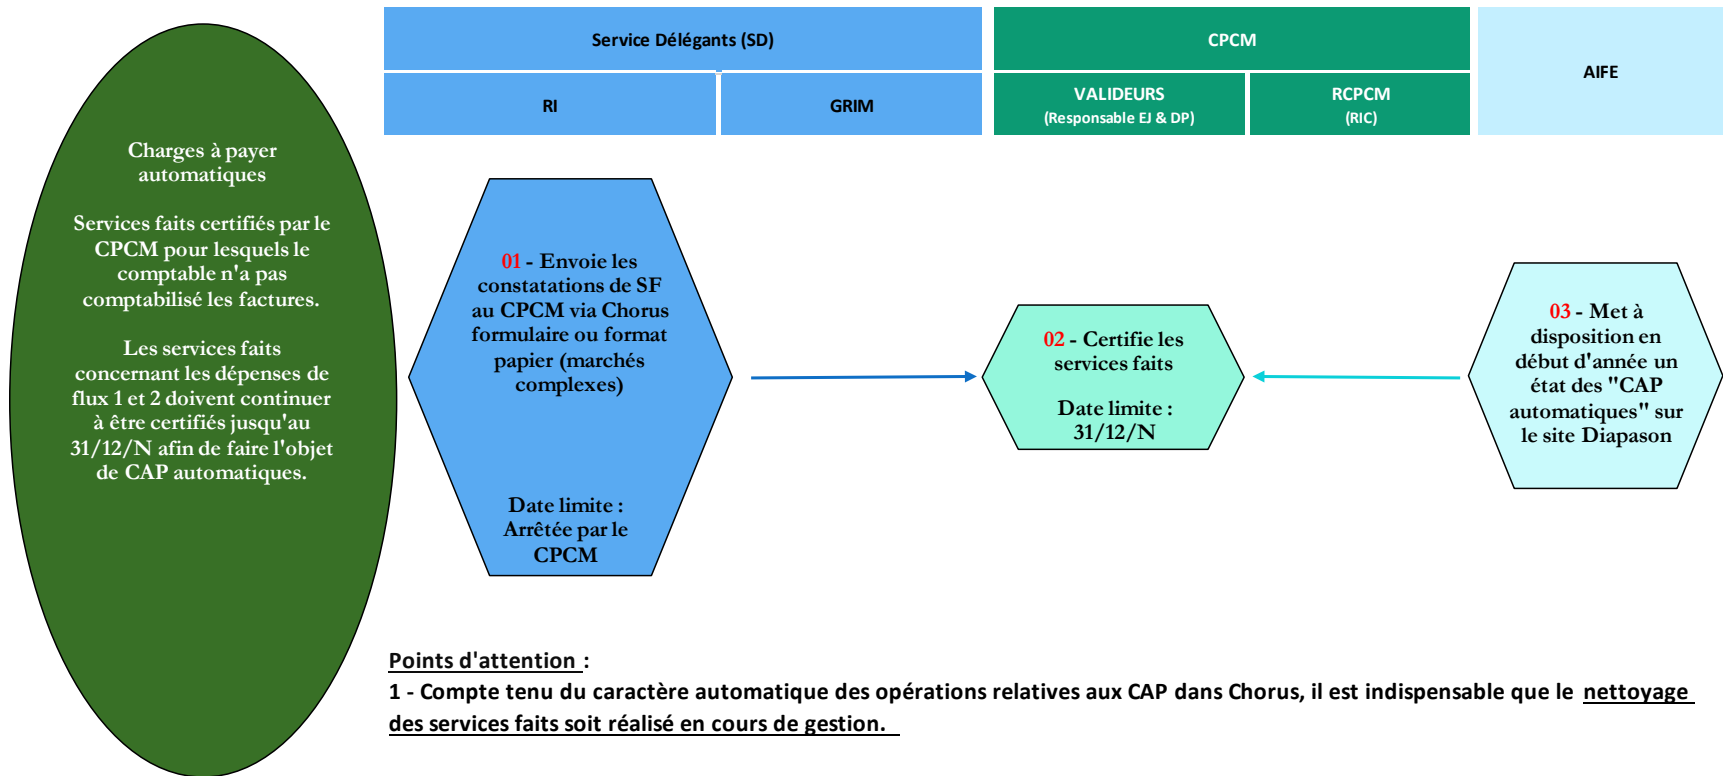 Service Délégants (SD)
CPCM
AIFE
RI
GRIM
VALIDEURS
(Responsable EJ & DP)
RCPCM
(RIC)
Charges à payer
automatiques
Services faits certifiés par le
CPCM pour lesquels le
comptable n'a pas
comptabilisé les factures.
Les services faits
concernant les dépenses de
flux 1 et 2 doivent continuer
à être certifiés jusqu'au
31/12/N afin de faire l'objet
de CAP automatiques.
01 - Envoie les
constatations de SF
au CPCM via Chorus
formulaire ou format
papier (marchés
complexes)
Date limite :
Arrêtée par le
CPCM
02 - Certifie les
services faits
Date limite :
31/12/N
03 - Met à
disposition en
début d'année un
état des "CAP
automatiques" sur
le site Diapason
Points d'attention :
1 - Compte tenu du caractère automatique des opérations relatives aux CAP dans Chorus, il est indispensable que le nettoyage
des services faits soit réalisé en cours de gestion.